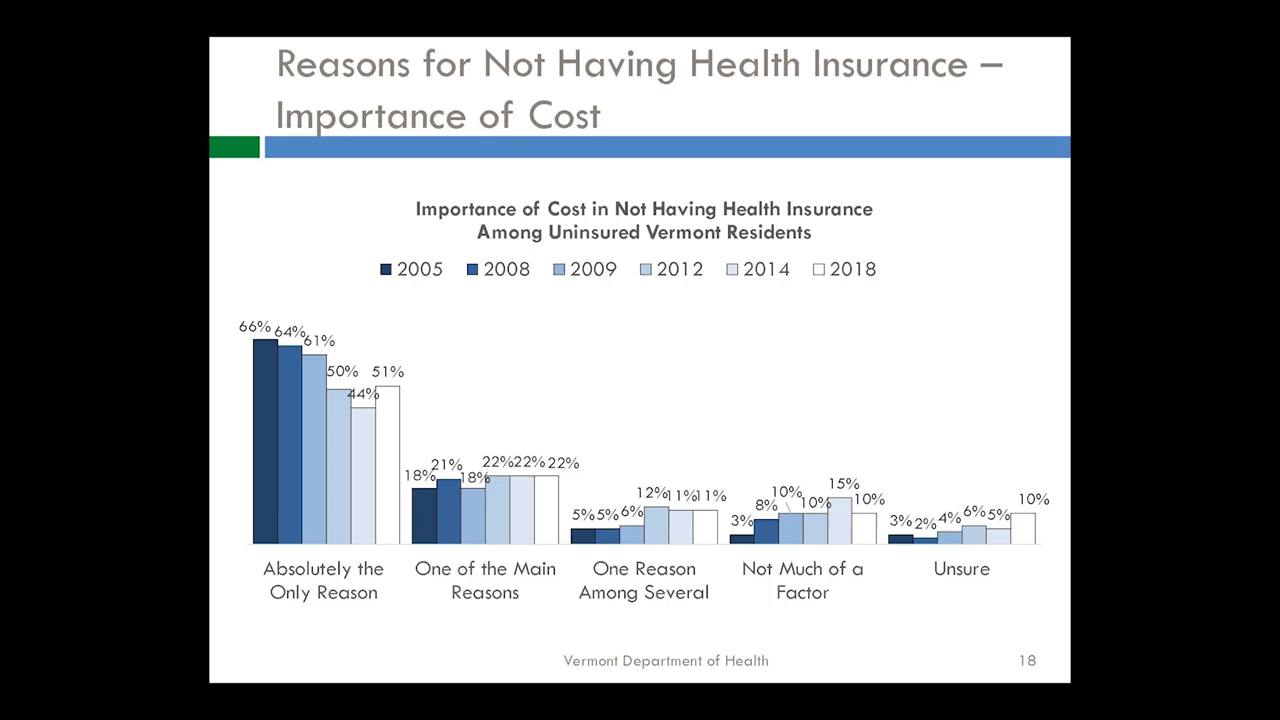 Reasons for Not Having Health Insurance –
Importance of Cost
Importance of Cost in Not Having Health Insurance
Among Uninsured Vermont Residents
2005 2008 2009 2012 2014 2018
66% 64% 61% 50% 44% 51%
18% 21% 18% 22% 22% 22%
5% 5% 6% 12% 11% 11%
3% 8% 10% 10% 15% 10%
3% 2% 4% 6% 5% 10%
Absolutely the
Only Reason
One of the Main
Reasons
One Reason
Among Several
Not Much of a
Factor
Unsure
Vermont Department of Health
18